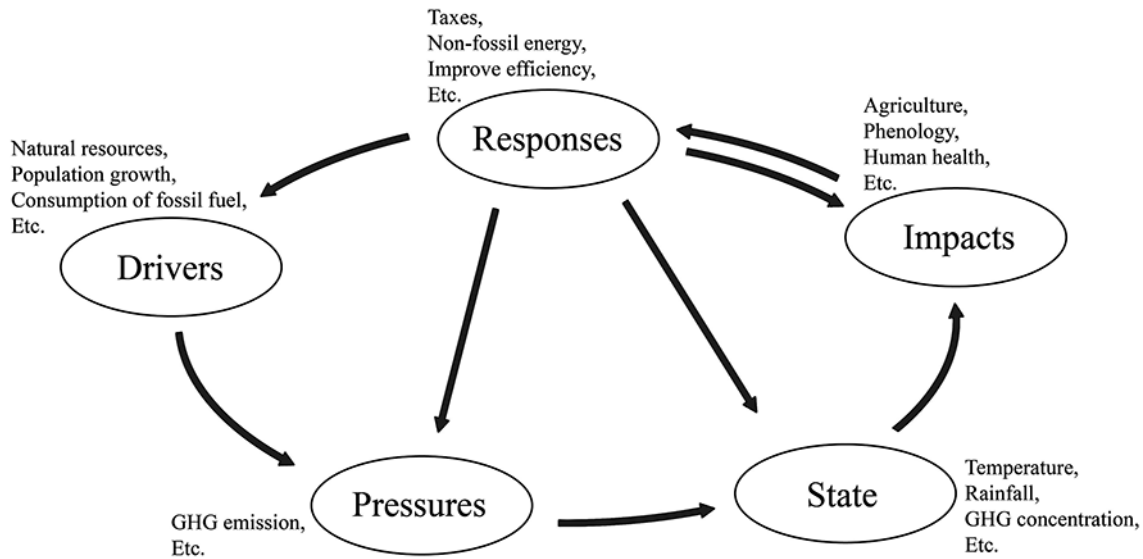 Taxes,
Non-fossil energy,
Improve efficiency,
Etc.
Responses
Agriculture,
Phenology,
Human health,
Etc.
Impacts
Natural resources,
Population growth,
Consumption of fossil fuel,
Etc.
Drivers
Pressures
GHG emission,
Etc.
State
Temperature,
Rainfall,
GHG concentration,
Etc.